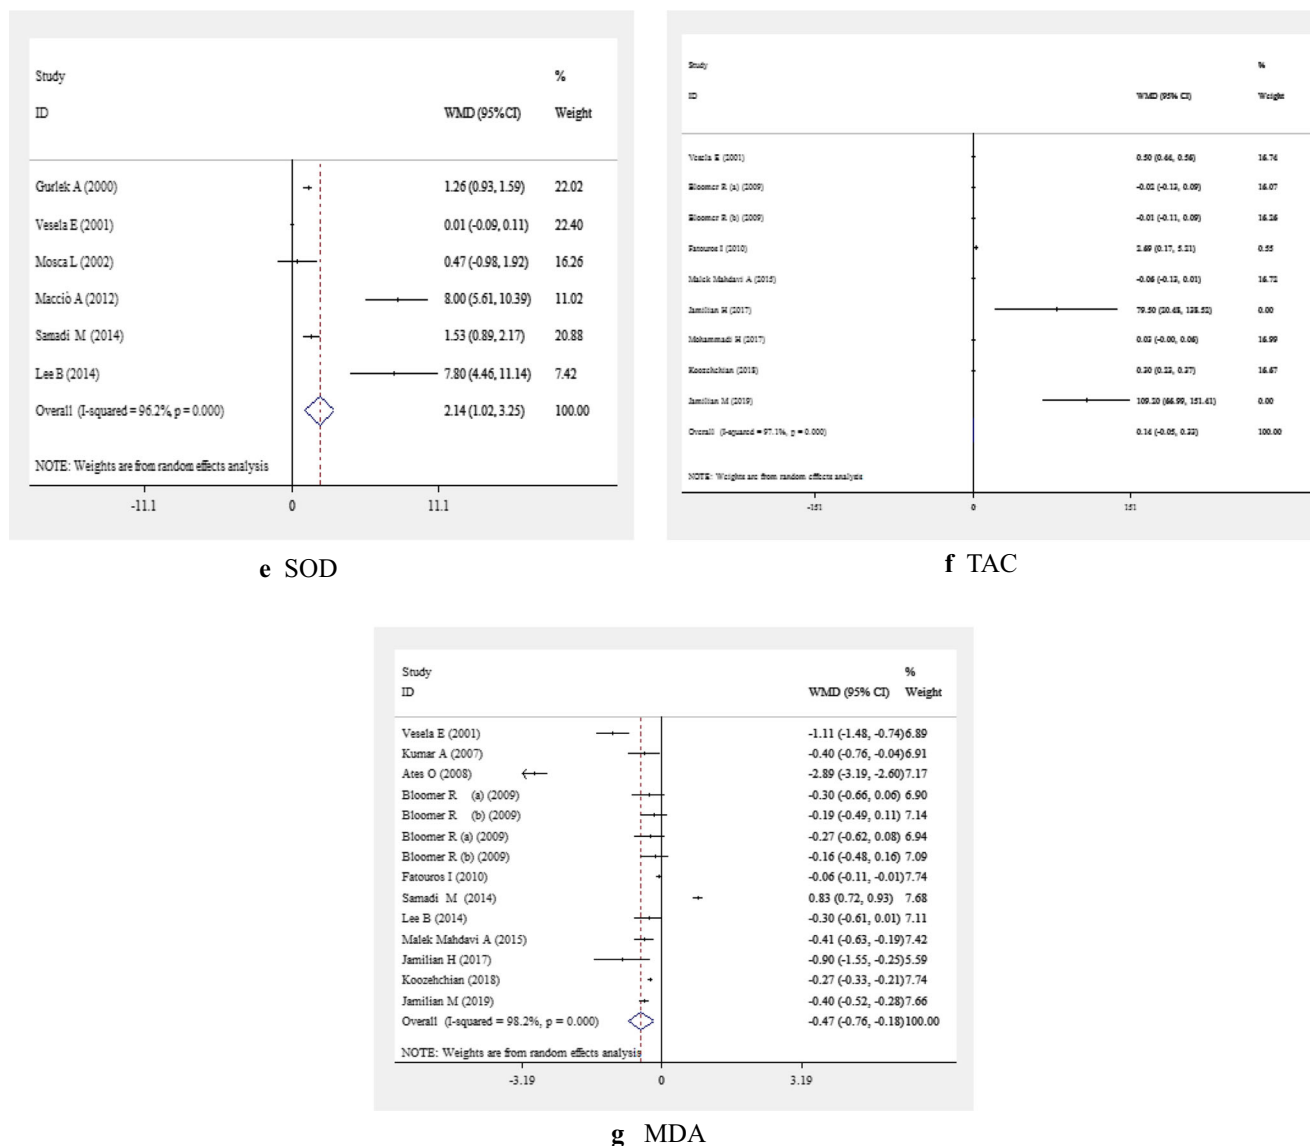 Study %
ID WMD (95%CI) Weight
Gurlek A (2000) 1.26 (0.93, 1.59) 22.02
Vesela E (2001) 0.01 (-0.09, 0.11) 22.40
Mosca L (2002) 0.47 (-0.98, 1.92) 16.26
Macciò A (2012) 8.00 (5.61, 10.39) 11.02
Samadi M (2014) 1.53 (0.89, 2.17) 20.88
Lee B (2014) 7.80 (4.46, 11.14) 7.42
Overall (I-squared = 96.2%, p = 0.000) 2.14 (1.02, 3.25) 100.00
NOTE: Weights are from random effects analysis
-11.1 0 11.1
e SOD
Study %
ID WMD (95% CI) Weight
Vesela E (2001) 0.50 (0.44, 0.56) 16.74
Bloomer R (a) (2009) -0.02 (-0.13, 0.09) 16.07
Bloomer R (b) (2009) -0.01 (-0.11, 0.09) 16.26
Fatouros I (2010) 2.69 (0.17, 5.21) 0.55
Malek Mahdavi A (2015) -0.06 (-0.13, 0.01) 16.72
Jamilian H (2017) 79.50 (20.48, 138.52) 0.00
Mohammadi H (2017) 0.03 (-0.00, 0.06) 16.99
Koozehchian (2018) 0.30 (0.23, 0.37) 16.67
Jamilian M (2019) 109.20 (66.99, 151.41) 0.00
Overall (I-squared = 97.1%, p = 0.000) 0.14 (-0.05, 0.33) 100.00
NOTE: Weights are from random effects analysis
-151 0 151
f TAC
Study %
ID WMD (95% CI) Weight
Vesela E (2001) -1.11 (-1.48, -0.74)6.89
Kumar A (2007) -0.40 (-0.76, -0.04)6.91
Ates O (2008) -2.89 (-3.19, -2.60)7.17
Bloomer R (a) (2009) -0.30 (-0.66, 0.06) 6.90
Bloomer R (b) (2009) -0.19 (-0.49, 0.11) 7.14
Bloomer R (a) (2009) -0.27 (-0.62, 0.08) 6.94
Bloomer R (b) (2009) -0.16 (-0.48, 0.16) 7.09
Fatouros I (2010) -0.06 (-0.11, -0.01)7.74
Samadi M (2014) 0.83 (0.72, 0.93) 7.68
Lee B (2014) -0.30 (-0.61, 0.01) 7.11
Malek Mahdavi A (2015) -0.41 (-0.63, -0.19)7.42
Jamilian H (2017) -0.90 (-1.55, -0.25)5.59
Koozehchian (2018) -0.27 (-0.33, -0.21)7.74
Jamilian M (2019) -0.40 (-0.52, -0.28)7.66
Overall (I-squared = 98.2%, p = 0.000) -0.47 (-0.76, -0.18)100.00
NOTE: Weights are from random effects analysis
-3.19 0 3.19
g MDA